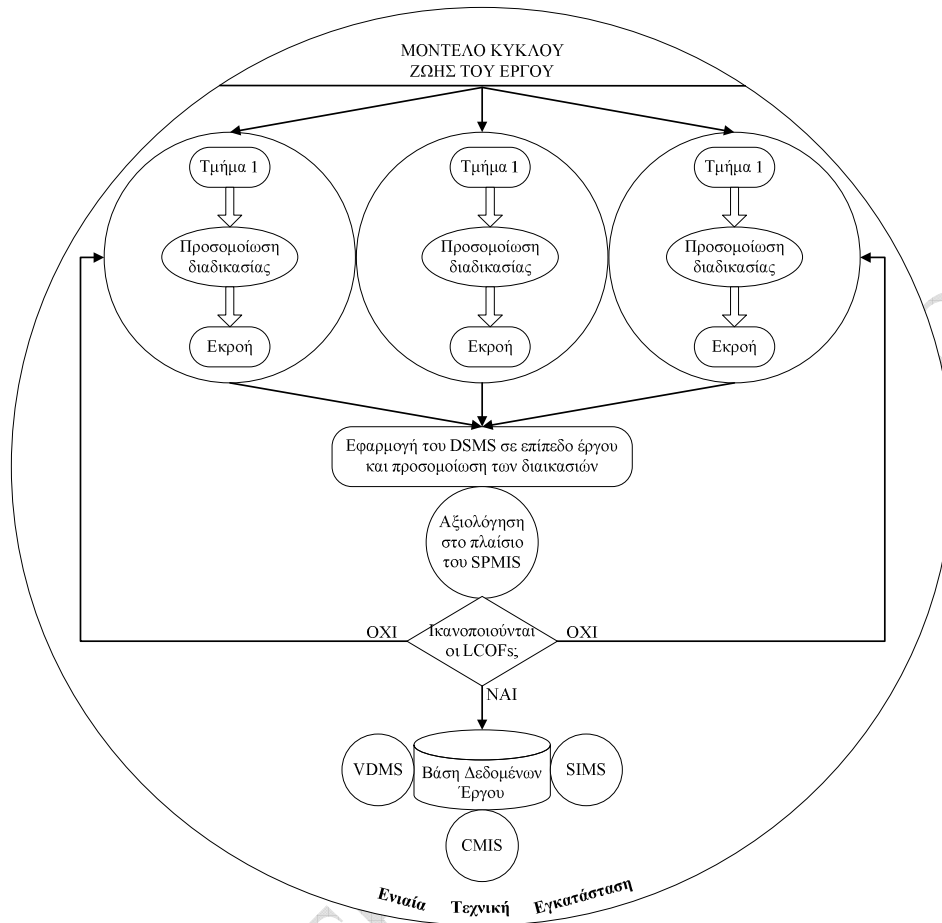 ΜΟΝΤΕΛΟ ΚΥΚΛΟΥ
ΖΩΗΣ ΤΟΥ ΕΡΓΟΥ
Τμήμα 1
Τμήμα 1
Τμήμα 1
Προσομοίωση
διαδικασίας
Προσομοίωση
διαδικασίας
Προσομοίωση
διαδικασίας
Εκροή
Εκροή
Εκροή
Εφαρμογή του DSMS σε επίπεδο έργου
και προσομοίωση των διαικασιών
Αξιολόγηση
στο πλαίσιο
του SPMIS
ΟΧΙ
Ικανοποιούνται
οι LCOFs;
ΟΧΙ
ΝΑΙ
VDMS
Βάση Δεδομένων
Έργου
SIMS
CMIS
Ενιαία Τεχνική Εγκατάσταση